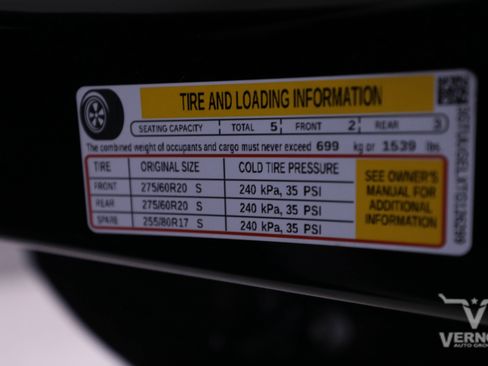 TIRE AND LOADING INFORMATION
SEATING CAPACITY TOTAL 5 FRONT 2 REAR 3
The combined weight of occupants and cargo must never exceed 699 kg or 1539 lbs.
TIRE ORIGINAL SIZE COLD TIRE PRESSURE
FRONT 275/60R20 S 240 kPa, 35 PSI
REAR 275/60R20 S 240 kPa, 35 PSI
SPARE 255/80R17 S 240 kPa, 35 PSI
SEE OWNER'S
MANUAL FOR
ADDITIONAL
INFORMATION
V
AUTO GROUP